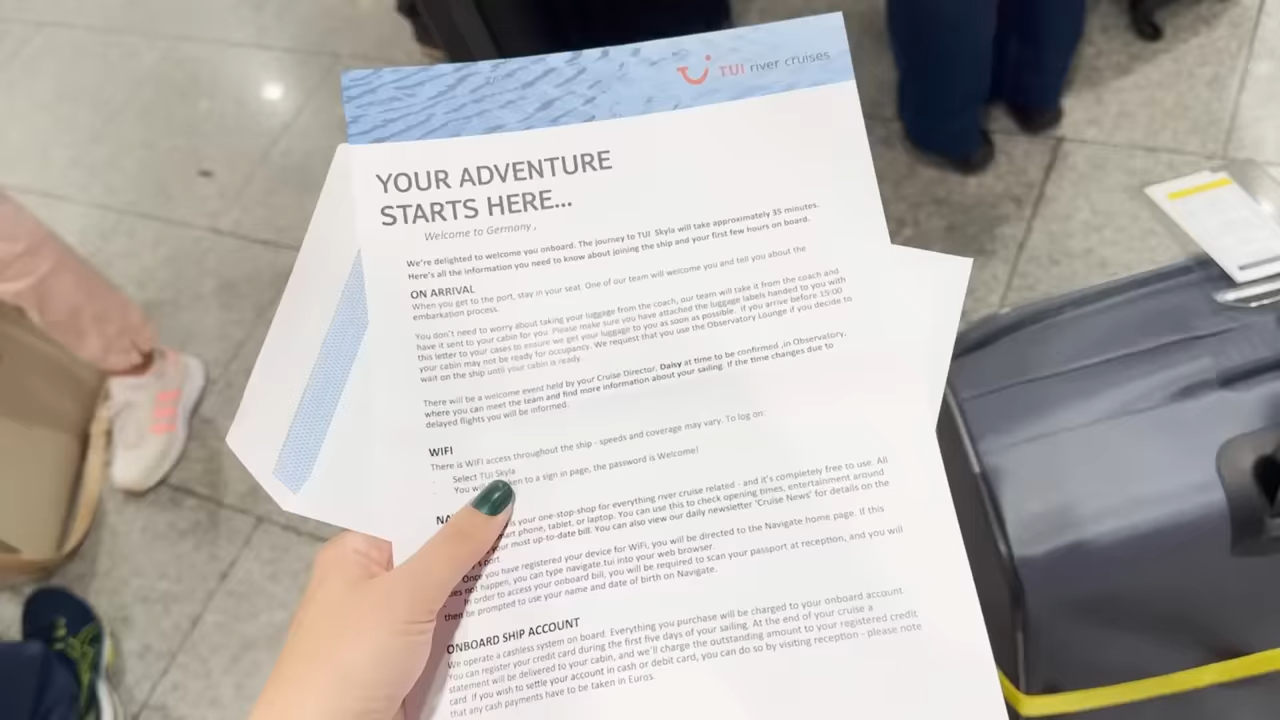 TUI river cruises
YOUR ADVENTURE
STARTS HERE...
Welcome to Germany ,
We're delighted to welcome you onboard. The journey to TUI Skyla will take approximately 35 minutes.
Here's all the information you need to know about joining the ship and your first few hours on board.
ON ARRIVAL
When you get to the port, stay in your seat. One of our team will welcome you and tell you about the
embarkation process.
You don't need to worry about taking your luggage from the coach, our team will take it from the coach and
have it sent to your cabin for you. Please make sure you have attached the luggage labels handed to you with
this letter to your cases to ensure we get your luggage to you as soon as possible. If you arrive before 15:00
your cabin may not be ready for occupancy. We request that you use the Observatory Lounge if you decide to
wait on the ship until your cabin is ready.
There will be a welcome event held by your Cruise Director, Daisy at time to be confirmed ,in Observatory,
where you can meet the team and find more information about your sailing. If the time changes due to
delayed flights you will be informed.
WIFI
There is WIFI access throughout the ship - speeds and coverage may vary. To log on:
Select TUI Skyla
You will ken to a sign in page, the password is Welcome!
NA
is your one-stop-shop for everything river cruise related - and it's completely free to use. All
art phone, tablet, or laptop. You can use this to check opening times, entertainment around
your most up-to-date bill. You can also view our daily newsletter 'Cruise News' for details on the
's port
Once you have registered your device for WiFi, you will be directed to the Navigate home page. If this
oes not happen, you can type navigate.tui into your web browser.
In order to access your onboard bill, you will be required to scan your passport at reception, and you will
then be prompted to use your name and date of birth on Navigate.
ONBOARD SHIP ACCOUNT
We operate a cashless system on board. Everything you purchase will be charged to your onboard account.
You can register your credit card during the first five days of your sailing. At the end of your cruise a
statement will be delivered to your cabin, and we'll charge the outstanding amount to your registered credit
card. If you wish to settle your account in cash or debit card, you can do so by visiting reception - please note
that any cash payments have to be taken in Euros.